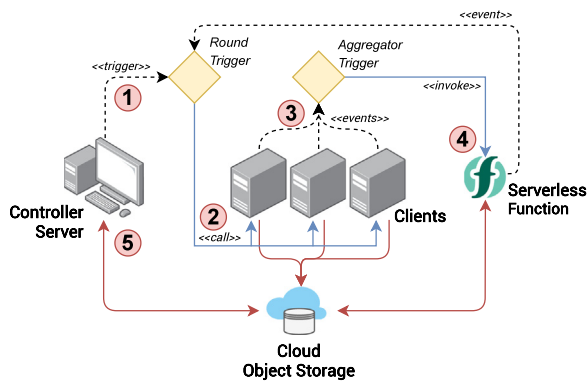 <<event>>
Round
Trigger
Aggregator
Trigger
<<trigger>>
<<invoke>>
1
3
<<events>>
4
Controller
Server
2
Clients
Serverless
Function
5
<<call>>
Cloud
Object Storage